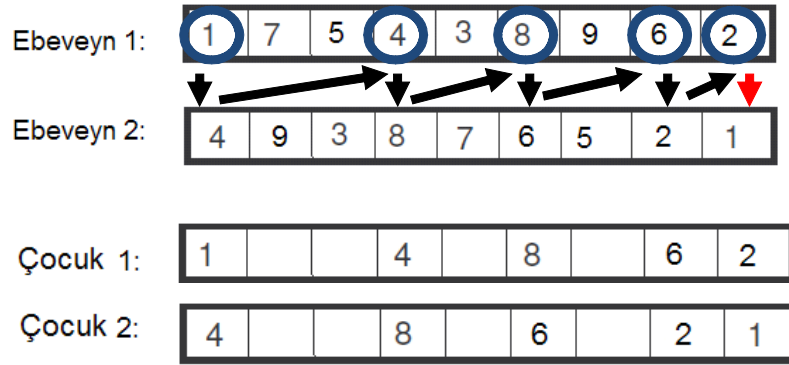 Ebeveyn 1: 1 7 5 4 3 8 9 6 2
Ebeveyn 2: 4 9 3 8 7 6 5 2 1
Çocuk 1: 1 4 8 6 2
Çocuk 2: 4 8 6 2 1